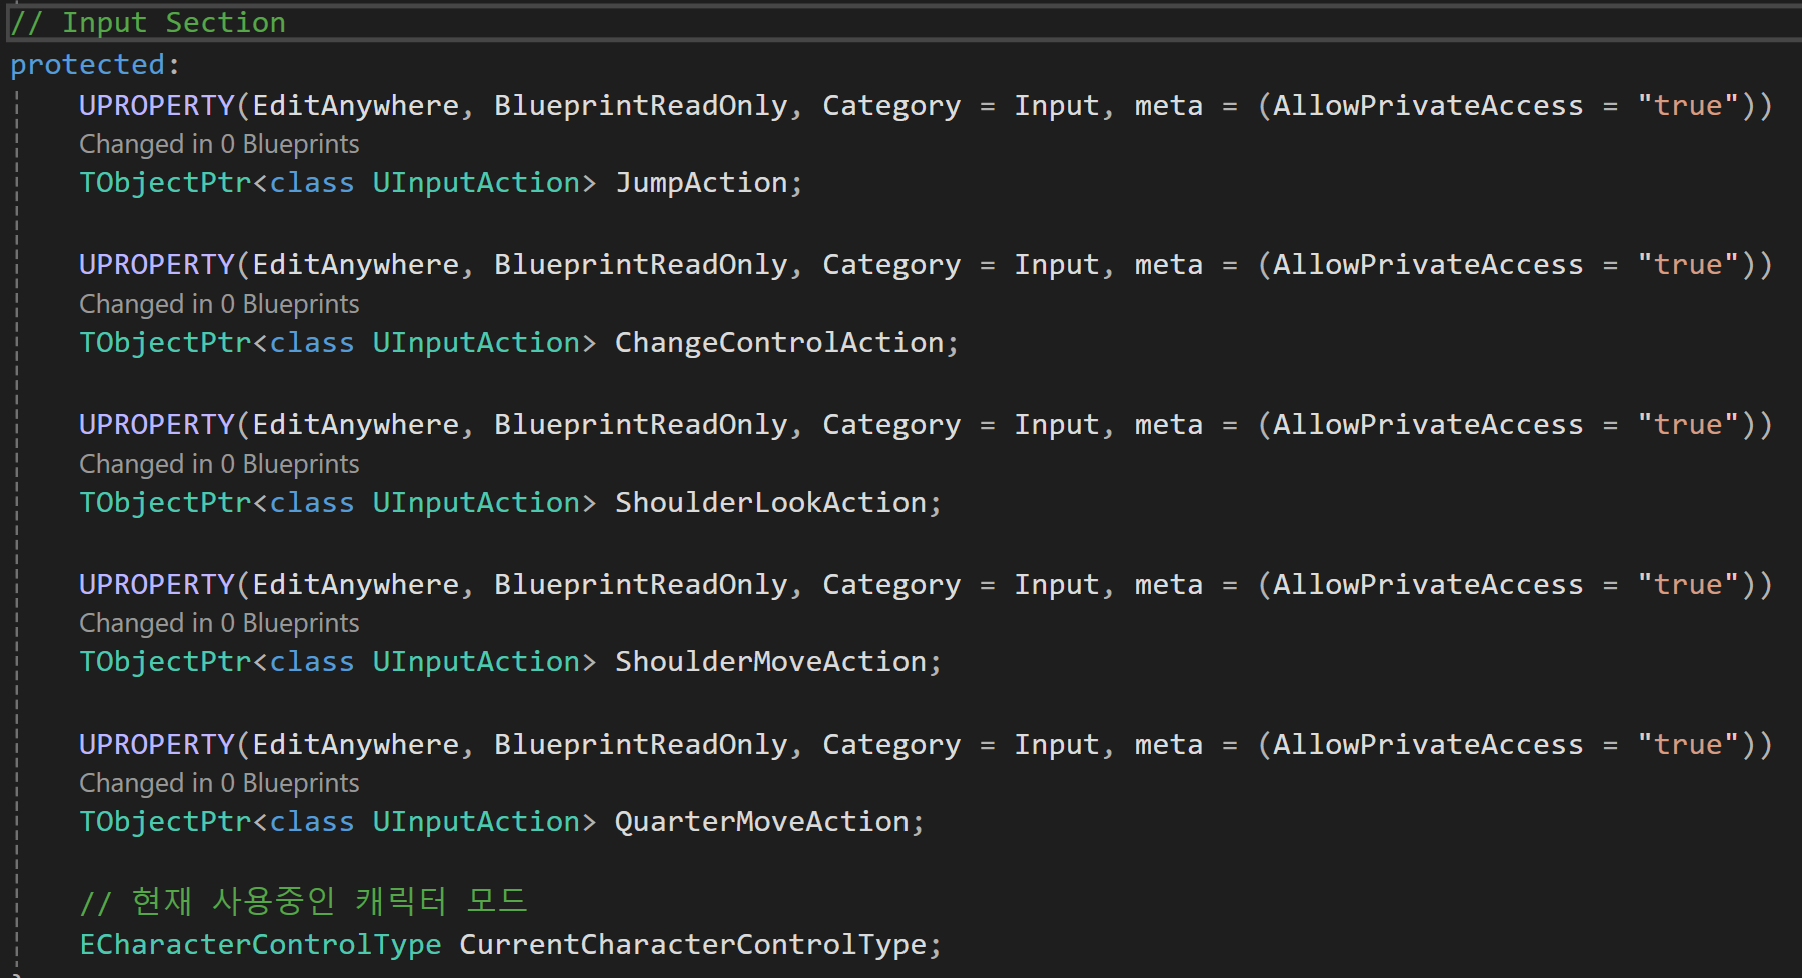 // Input Section
protected:
UPROPERTY(EditAnywhere, BlueprintReadOnly, Category = Input, meta = (AllowPrivateAccess = "true"))
Changed in 0 Blueprints
TObjectPtr<class UInputAction> JumpAction;
UPROPERTY(EditAnywhere, BlueprintReadOnly, Category = Input, meta = (AllowPrivateAccess = "true"))
Changed in 0 Blueprints
TObjectPtr<class UInputAction> ChangeControlAction;
UPROPERTY(EditAnywhere, BlueprintReadOnly, Category = Input, meta = (AllowPrivateAccess = "true"))
Changed in 0 Blueprints
TObjectPtr<class UInputAction> ShoulderLookAction;
UPROPERTY(EditAnywhere, BlueprintReadOnly, Category = Input, meta = (AllowPrivateAccess = "true"))
Changed in 0 Blueprints
TObjectPtr<class UInputAction> ShoulderMoveAction;
UPROPERTY(EditAnywhere, BlueprintReadOnly, Category = Input, meta = (AllowPrivateAccess = "true"))
Changed in 0 Blueprints
TObjectPtr<class UInputAction> QuarterMoveAction;
// 현재 사용중인 캐릭터 모드
ECharacterControlType CurrentCharacterControlType;